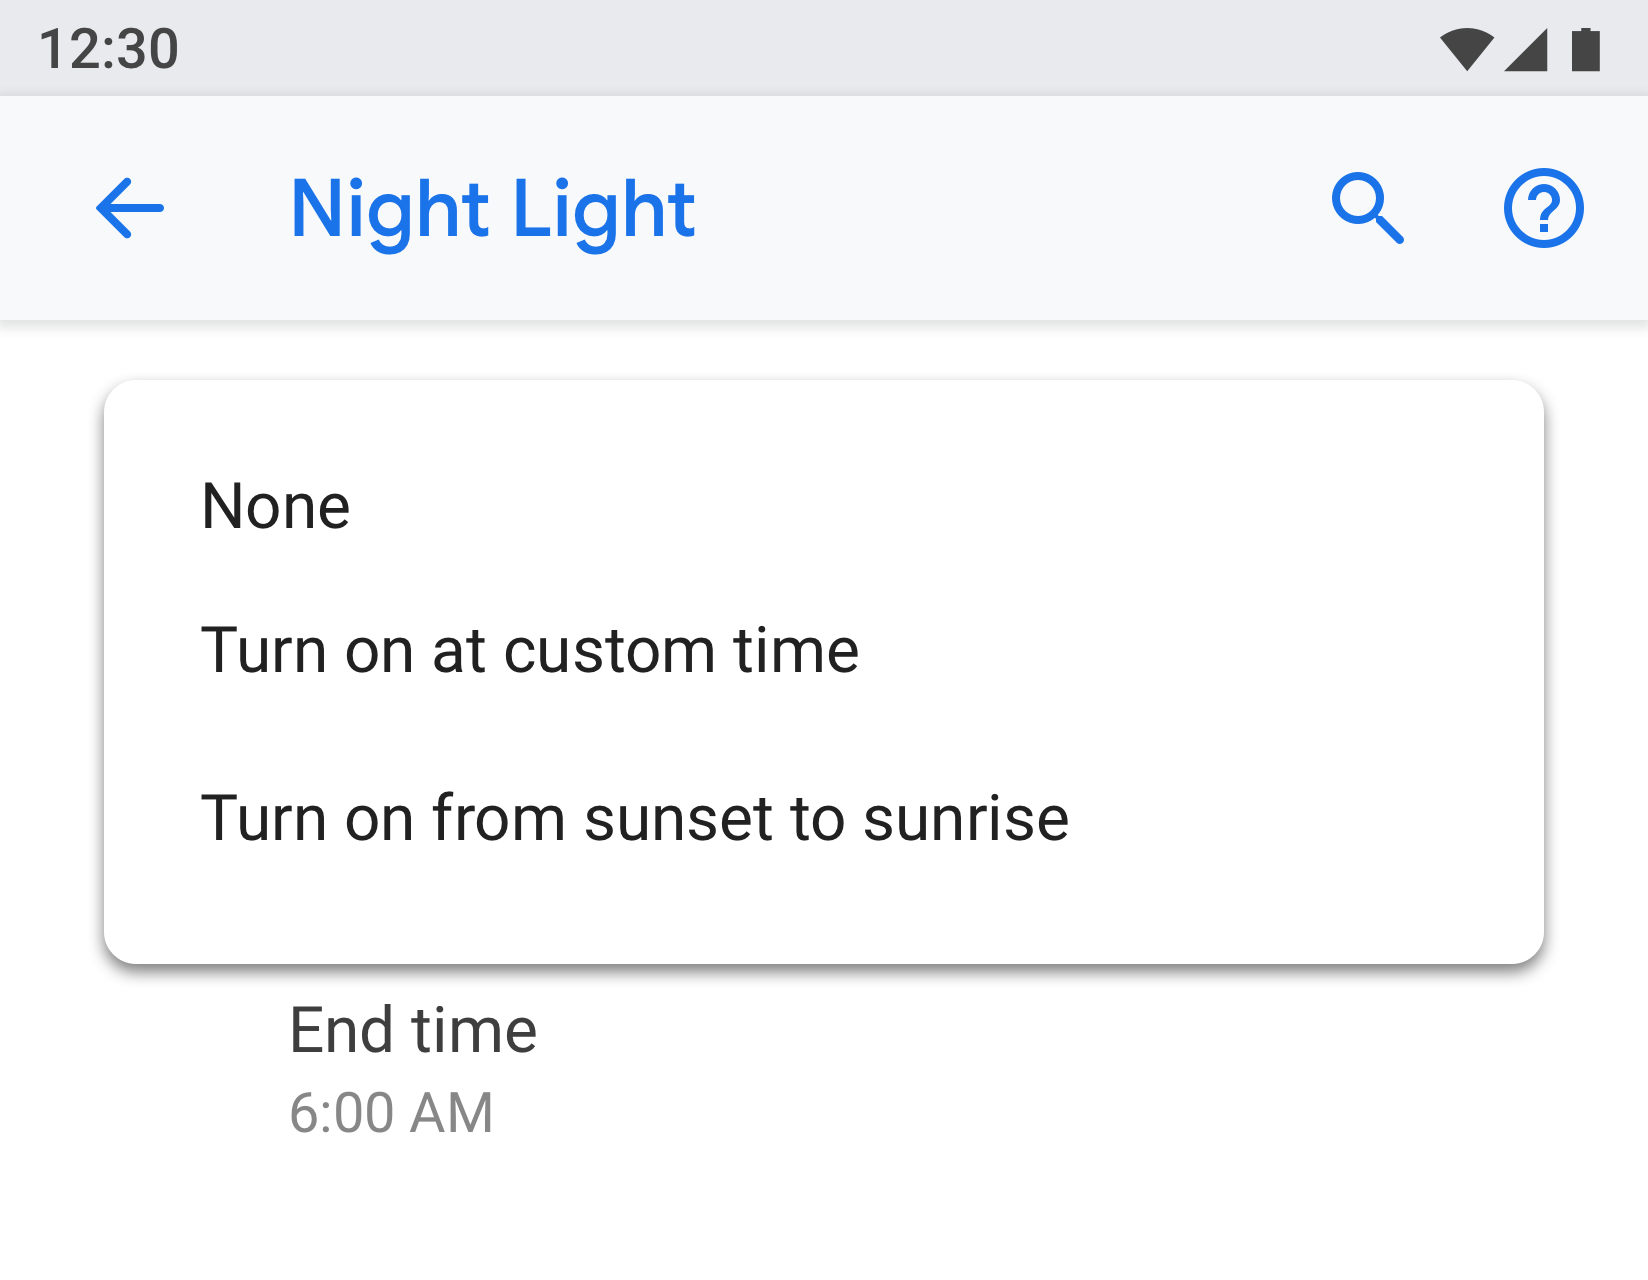 12:30
Night Light
None
Turn on at custom time
Turn on from sunset to sunrise
End time
6:00 AM